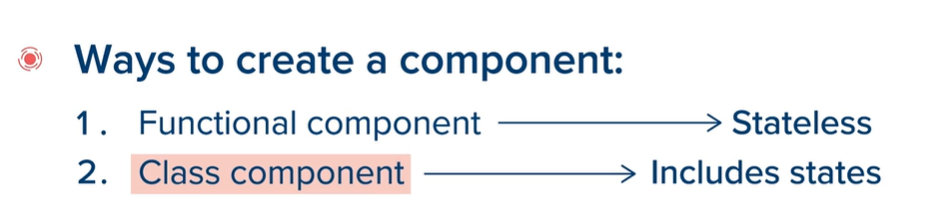 Ways to create a component:
1. Functional component Stateless
2. Class component Includes states